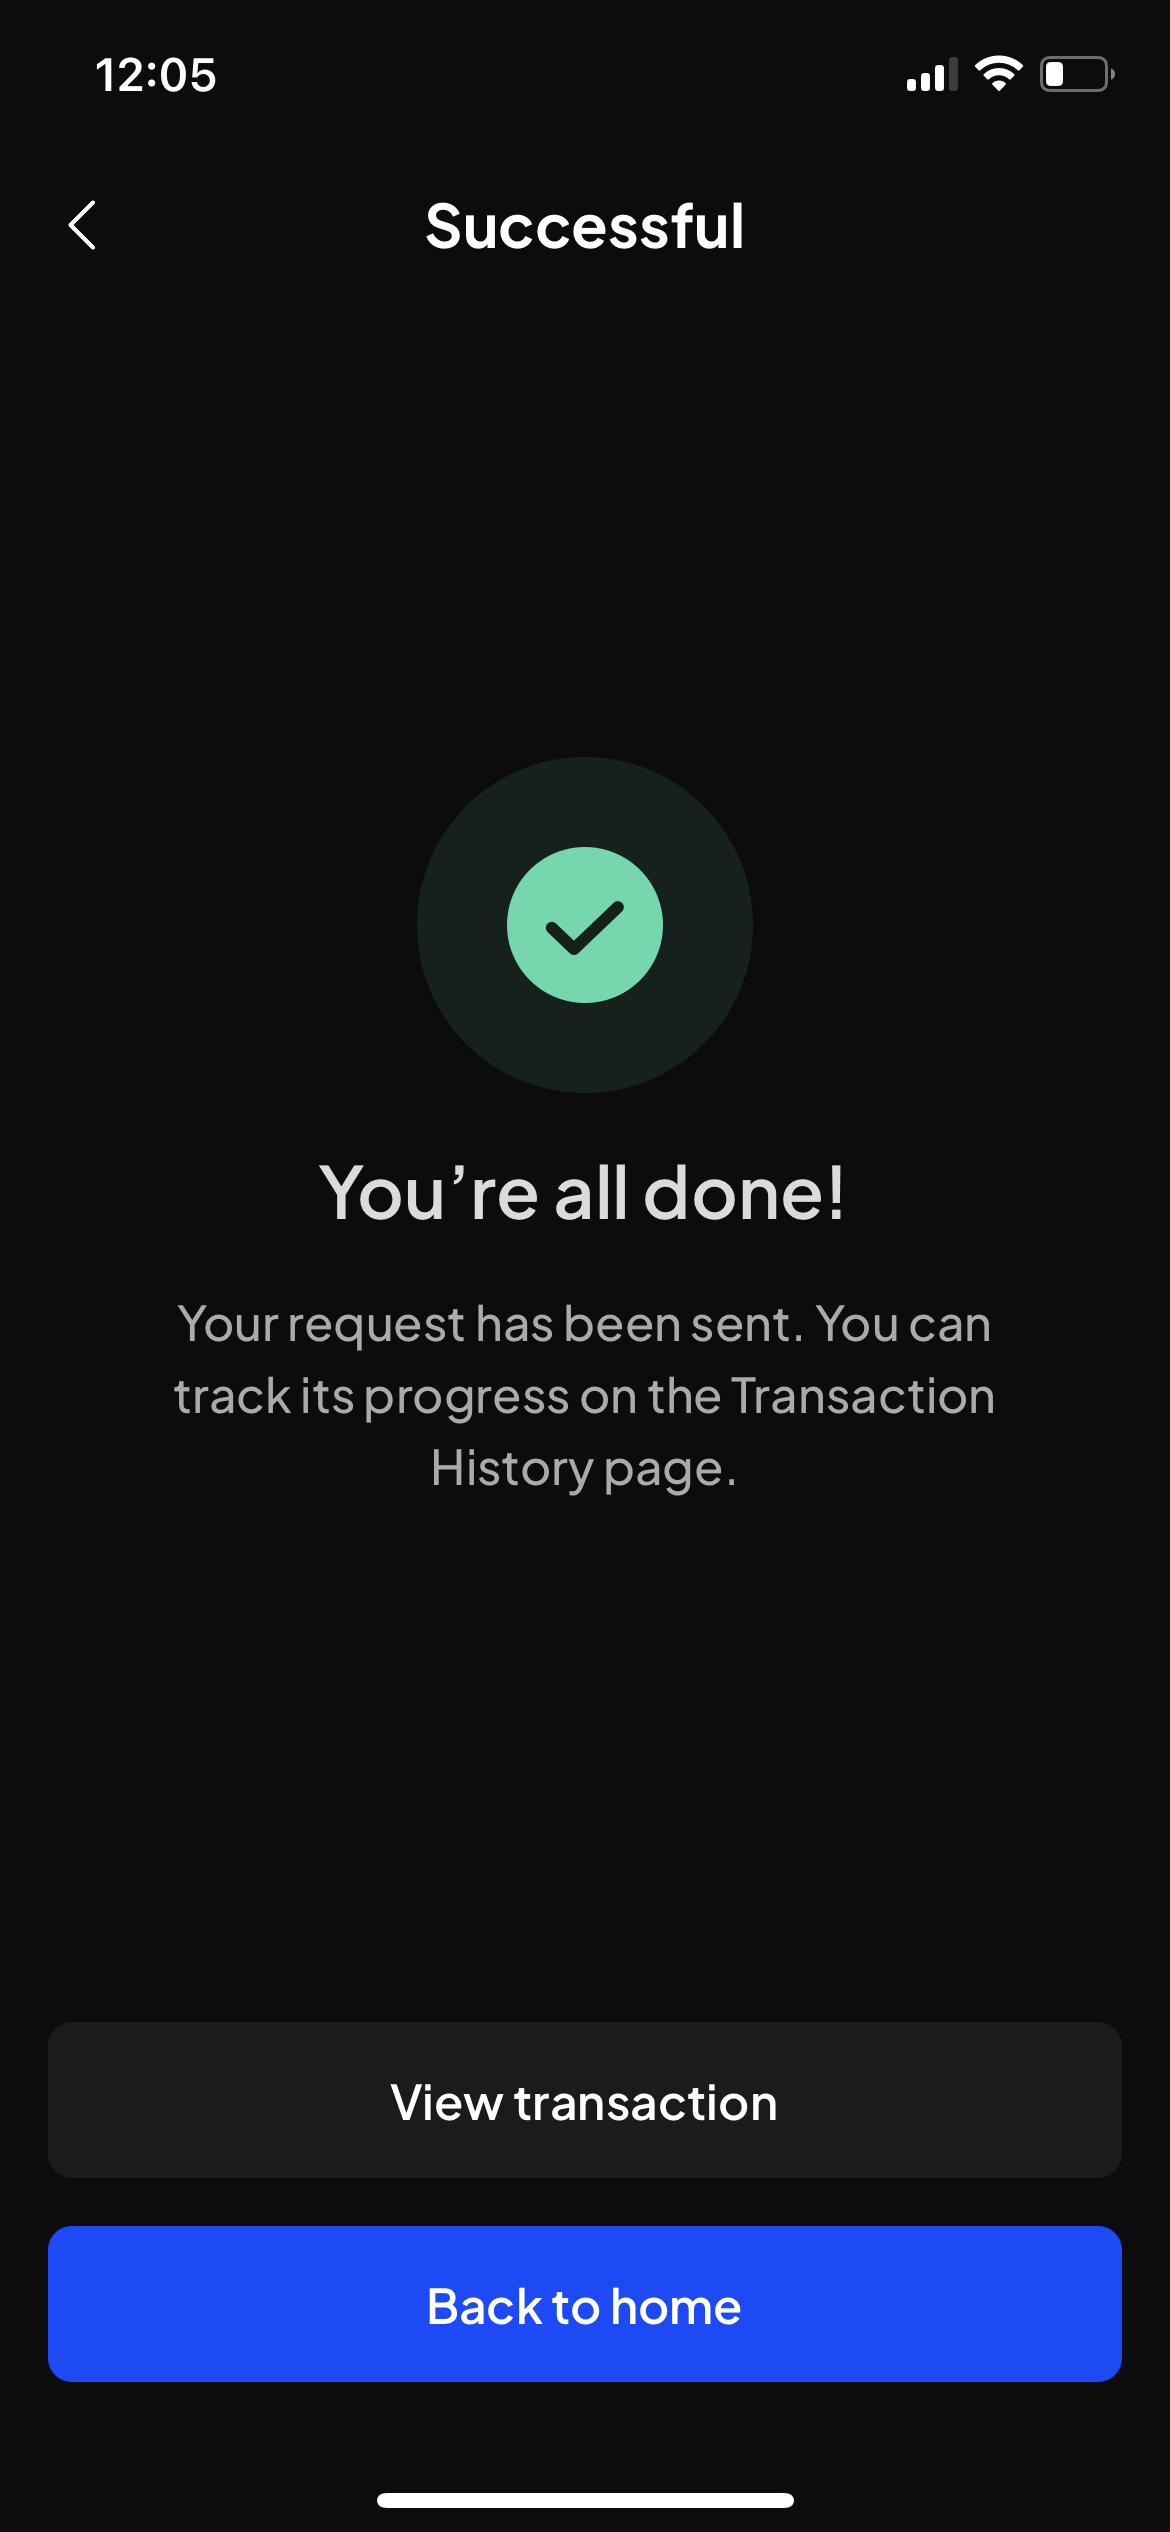 12:05
Successful
You’re all done!
Your request has been sent. You can
track its progress on the Transaction
History page.
View transaction
Back to home